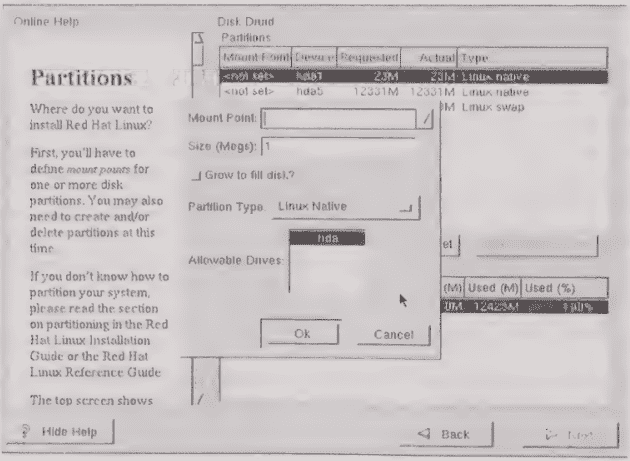 Online Help
Partitions
Where do you want to
install Red Hat Linux?
First, you'll have to
define mount points for
one or more disk
partitions. You may also
need to create and/or
delete partitions at this
time.
If you don't know how to
partition your system,
please read the section
on partitioning in the Red
Hat Linux Installation
Guide or the Red Hat
Linux Reference Guide
The top screen shows
Disk Druid
Partitions
Mount Point Device Requested Actual Type
<not set> hda1 23M 23M Linux native
<not set> hda5 12331M 12331M Linux native
Linux swap
Mount Point:
Size (Megs): 1
Grow to fill disk?
Partition Type: Linux Native
hda
Allowable Drives:
Ok Cancel
(M) Used (M) Used (%)
Hide Help
Back
Next